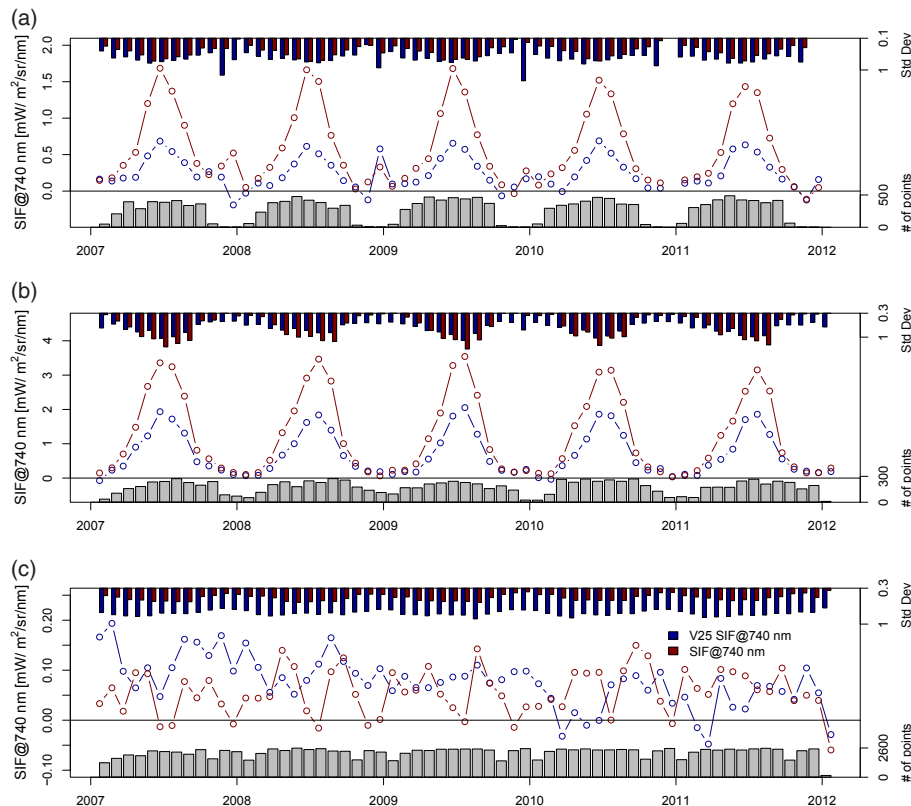 (a)
SIF@740 nm [mW/ m²/sr/nm]
2.0
1.5
1.0
0.5
0.0
0.1
1
Std Dev
500
0
# of points
2007 2008 2009 2010 2011 2012
(b)
SIF@740 nm [mW/ m²/sr/nm]
4
3
2
1
0
0.3
1
Std Dev
300
0
# of points
2007 2008 2009 2010 2011 2012
(c)
SIF@740 nm [mW/ m²/sr/nm]
0.20
0.10
0.00
−0.10
0.3
1
Std Dev
V25 SIF@740 nm
SIF@740 nm
2600
0
# of points
2007 2008 2009 2010 2011 2012